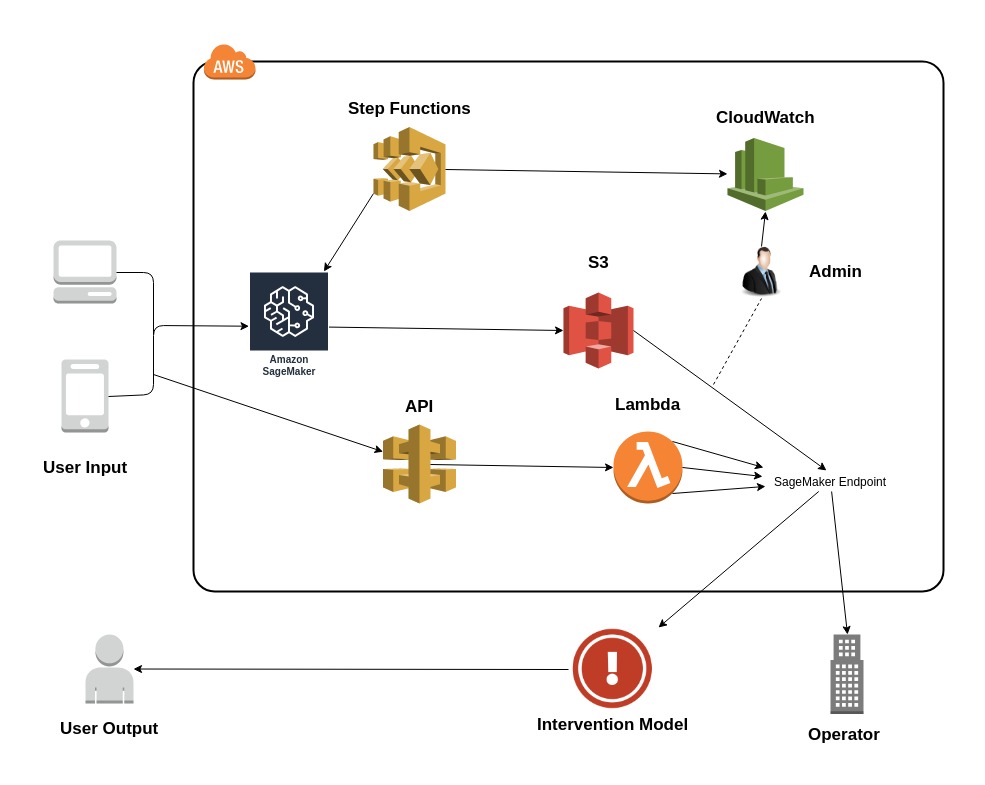 AWS
Step Functions
CloudWatch
S3
Admin
Amazon
SageMaker
API
Lambda
User Input
SageMaker Endpoint
User Output
Intervention Model
Operator